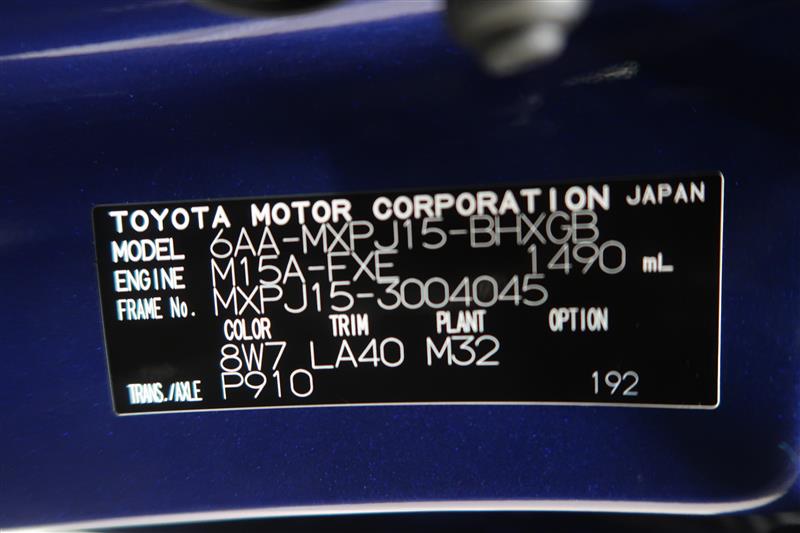 TOYOTA MOTOR CORPORATION JAPAN
MODEL 6AA-MXPJ15-BHXGB
ENGINE M15A-FXE 1490 mL
FRAME No. MXPJ15-3004045
COLOR TRIM PLANT OPTION
8W7 LA40 M32
TRANS./AXLE P910 192